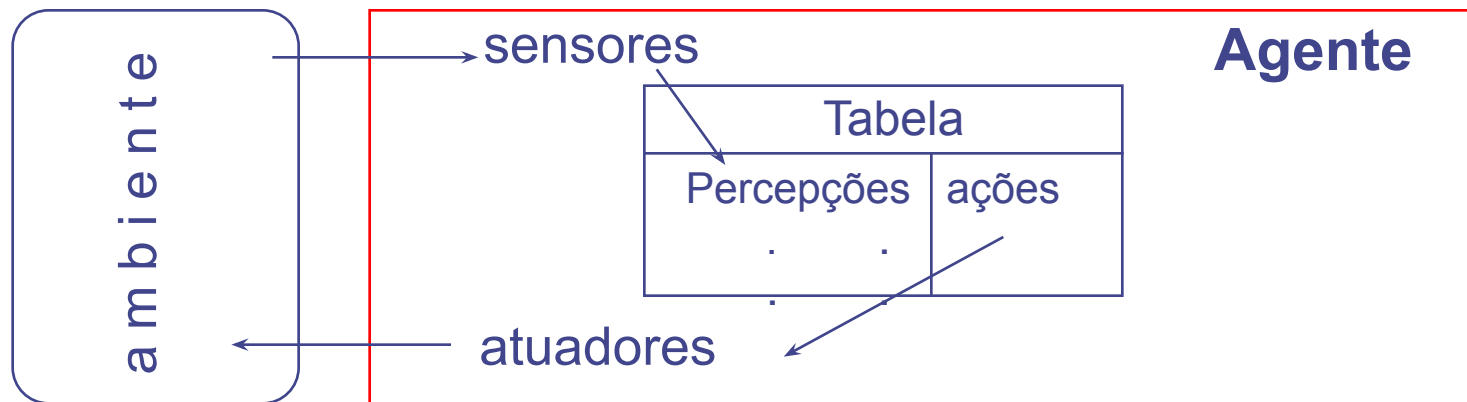 ambiente
sensores
Agente
Tabela
Percepções ações
. .
. .
atuadores